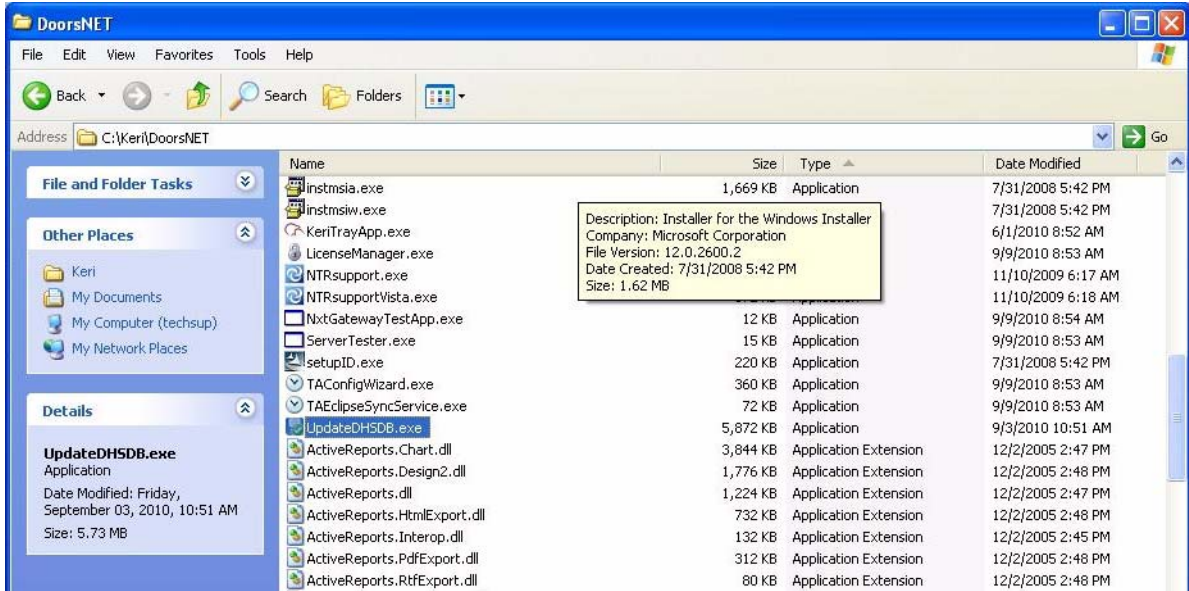 DoorsNET
File Edit View Favorites Tools Help
Back Search Folders
Address C:\Keri\DoorsNET Go
File and Folder Tasks
Other Places
Keri
My Documents
My Computer (techsup)
My Network Places
Details
UpdateDHSDB.exe
Application
Date Modified: Friday,
September 03, 2010, 10:51 AM
Size: 5.73 MB
Name Size Type Date Modified
instmsia.exe 1,669 KB Application 7/31/2008 5:42 PM
instmsiw.exe 7/31/2008 5:42 PM
KeriTrayApp.exe 6/1/2010 8:52 AM
LicenseManager.exe 9/9/2010 8:53 AM
NTRsupport.exe 11/10/2009 6:17 AM
NTRsupportVista.exe 11/10/2009 6:18 AM
Description: Installer for the Windows Installer
Company: Microsoft Corporation
File Version: 12.0.2600.2
Date Created: 7/31/2008 5:42 PM
Size: 1.62 MB
NxtGatewayTestApp.exe 12 KB Application 9/9/2010 8:54 AM
ServerTester.exe 15 KB Application 9/9/2010 8:53 AM
setupID.exe 220 KB Application 7/31/2008 5:42 PM
TAConfigWizard.exe 360 KB Application 9/9/2010 8:53 AM
TAEclipseSyncService.exe 72 KB Application 9/9/2010 8:53 AM
UpdateDHSDB.exe 5,872 KB Application 9/3/2010 10:51 AM
ActiveReports.Chart.dll 3,844 KB Application Extension 12/2/2005 2:47 PM
ActiveReports.Design2.dll 1,776 KB Application Extension 12/2/2005 2:48 PM
ActiveReports.dll 1,224 KB Application Extension 12/2/2005 2:47 PM
ActiveReports.HtmlExport.dll 732 KB Application Extension 12/2/2005 2:48 PM
ActiveReports.Interop.dll 132 KB Application Extension 12/2/2005 2:45 PM
ActiveReports.PdfExport.dll 312 KB Application Extension 12/2/2005 2:48 PM
ActiveReports.RtfExport.dll 80 KB Application Extension 12/2/2005 2:48 PM